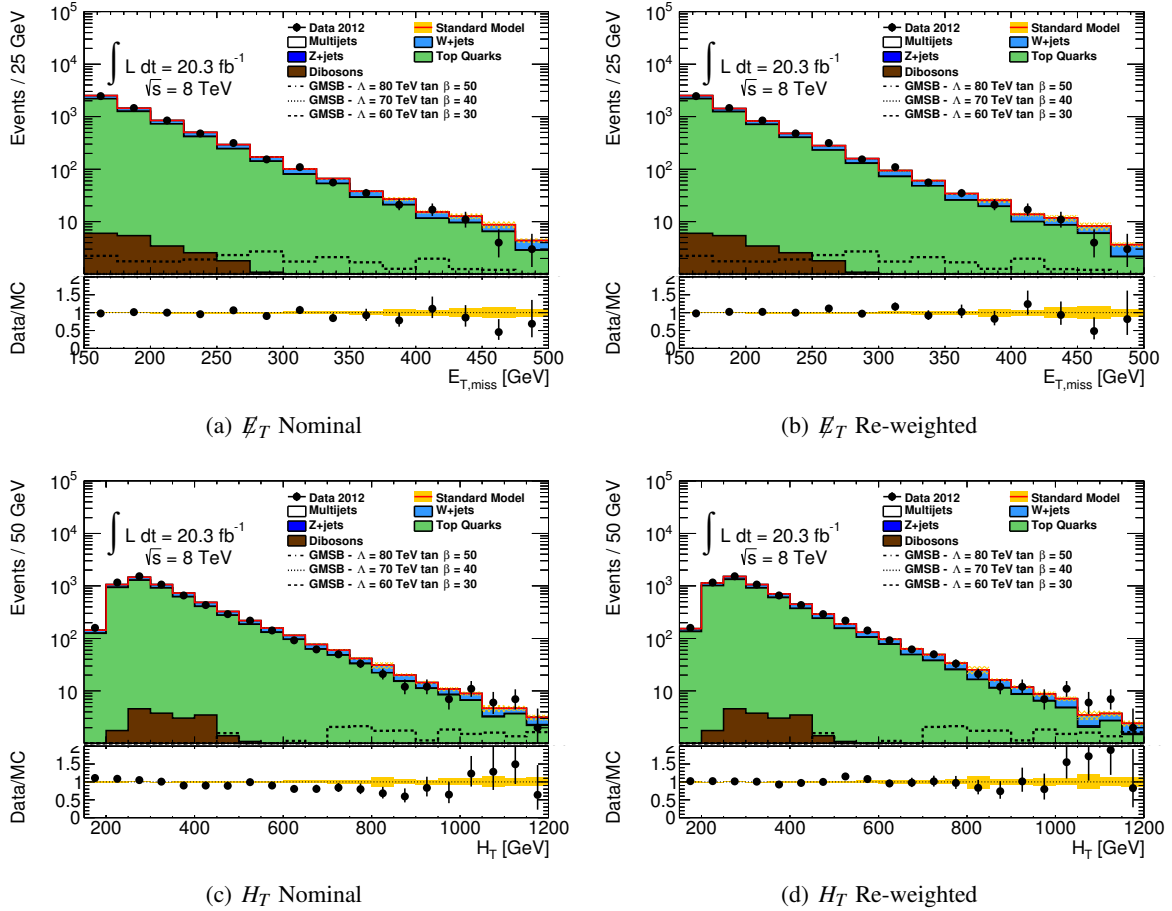 Events / 25 GeV
10^5
10^4
10^3
10^2
10
∫ L dt = 20.3 fb^-1
√s = 8 TeV
Data 2012
Standard Model
Multijets
W+jets
Z+jets
Top Quarks
Dibosons
GMSB - Λ = 80 TeV tan β = 50
GMSB - Λ = 70 TeV tan β = 40
GMSB - Λ = 60 TeV tan β = 30
Data/MC
2
1.5
1
0.5
0
150 200 250 300 350 400 450 500
E_T,miss [GeV]
(a) E̸_T Nominal
Events / 25 GeV
10^5
10^4
10^3
10^2
10
∫ L dt = 20.3 fb^-1
√s = 8 TeV
Data 2012
Standard Model
Multijets
W+jets
Z+jets
Top Quarks
Dibosons
GMSB - Λ = 80 TeV tan β = 50
GMSB - Λ = 70 TeV tan β = 40
GMSB - Λ = 60 TeV tan β = 30
Data/MC
2
1.5
1
0.5
0
150 200 250 300 350 400 450 500
E_T,miss [GeV]
(b) E̸_T Re-weighted
Events / 50 GeV
10^5
10^4
10^3
10^2
10
∫ L dt = 20.3 fb^-1
√s = 8 TeV
Data 2012
Standard Model
Multijets
W+jets
Z+jets
Top Quarks
Dibosons
GMSB - Λ = 80 TeV tan β = 50
GMSB - Λ = 70 TeV tan β = 40
GMSB - Λ = 60 TeV tan β = 30
Data/MC
2
1.5
1
0.5
0
200 400 600 800 1000 1200
H_T [GeV]
(c) H_T Nominal
Events / 50 GeV
10^5
10^4
10^3
10^2
10
∫ L dt = 20.3 fb^-1
√s = 8 TeV
Data 2012
Standard Model
Multijets
W+jets
Z+jets
Top Quarks
Dibosons
GMSB - Λ = 80 TeV tan β = 50
GMSB - Λ = 70 TeV tan β = 40
GMSB - Λ = 60 TeV tan β = 30
Data/MC
2
1.5
1
0.5
0
200 400 600 800 1000 1200
H_T [GeV]
(d) H_T Re-weighted